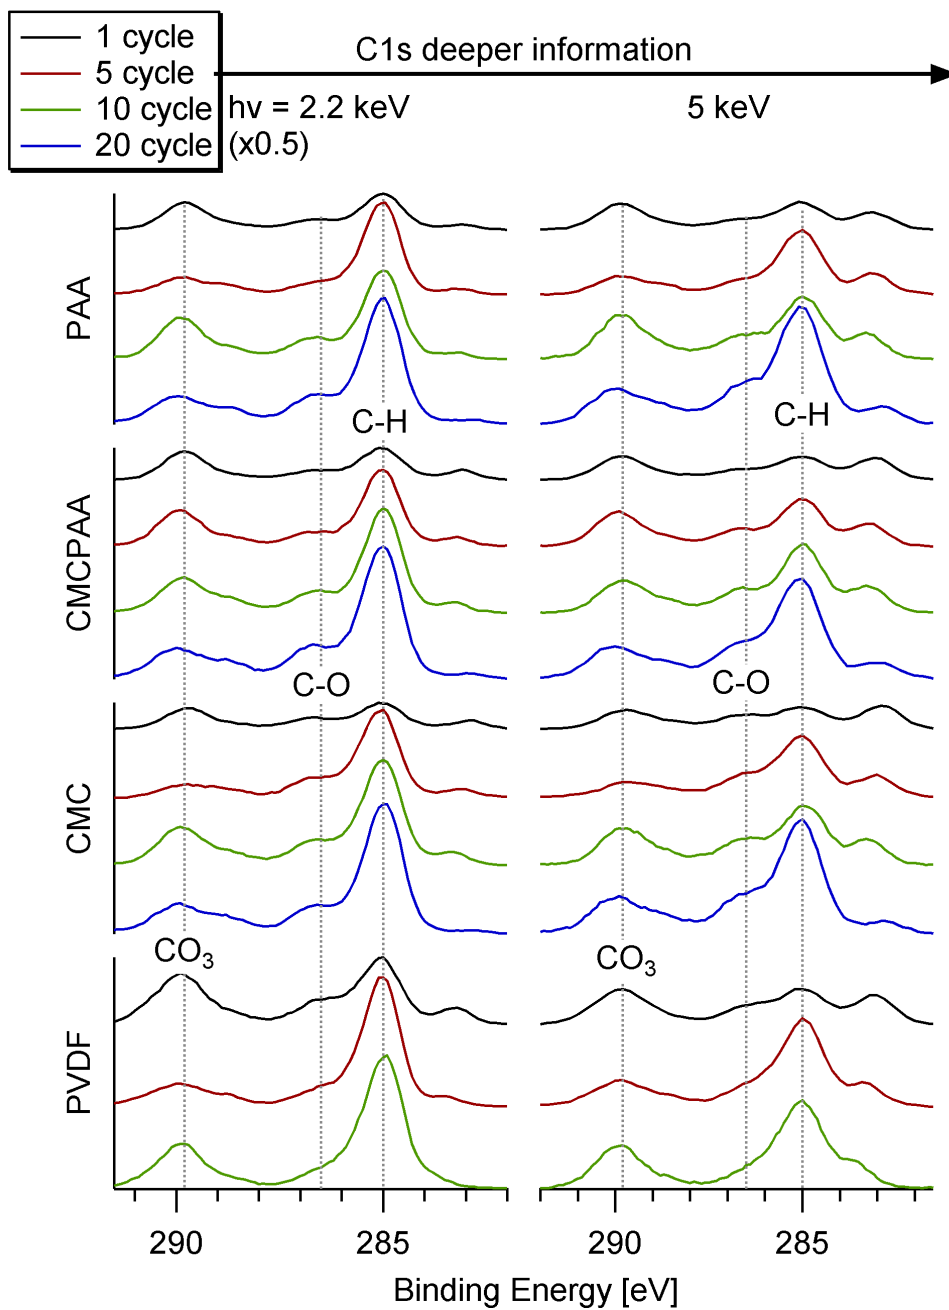 1 cycle
5 cycle
10 cycle
20 cycle
C1s deeper information
hv = 2.2 keV
(x0.5)
5 keV
PAA
C-H
C-H
CMCPAA
C-O
C-O
CMC
CO₃
CO₃
PVDF
290
285
290
285
Binding Energy [eV]